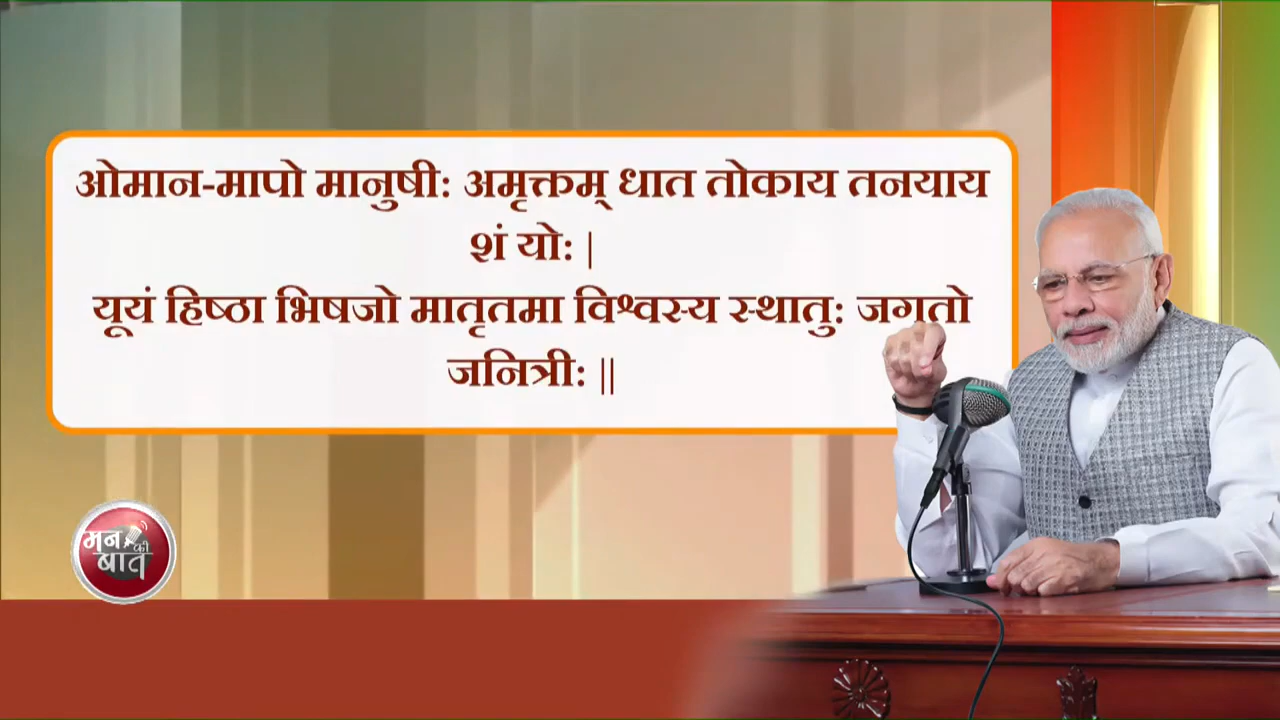 ओमान-मापो मानुषी: अमृक्तम् धात तोकाय तनयाय
शं यो: |
यूयं हिष्ठा भिषजो मातृतमा विश्वस्य स्थातु: जगतो
जनित्री: ||
मन की
बात